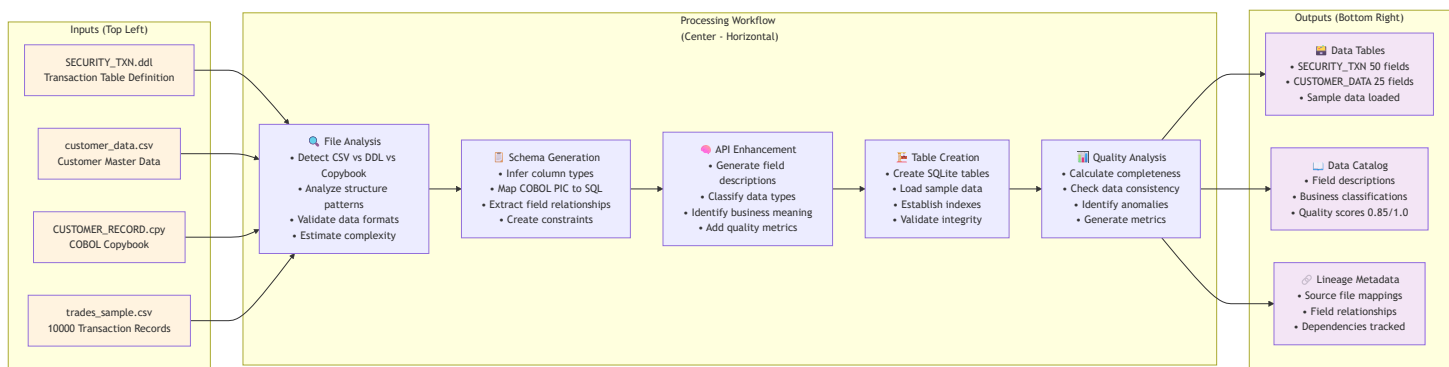 Inputs (Top Left)
SECURITY_TXN.ddl
Transaction Table Definition
customer_data.csv
Customer Master Data
CUSTOMER_RECORD.cpy
COBOL Copybook
trades_sample.csv
10000 Transaction Records
Processing Workflow
(Center - Horizontal)
🔍 File Analysis
• Detect CSV vs DDL vs
Copybook
• Analyze structure
patterns
• Validate data formats
• Estimate complexity
📋 Schema Generation
• Infer column types
• Map COBOL PIC to SQL
• Extract field relationships
• Create constraints
🧠 API Enhancement
• Generate field
descriptions
• Classify data types
• Identify business meaning
• Add quality metrics
🏗️ Table Creation
• Create SQLite tables
• Load sample data
• Establish indexes
• Validate integrity
📊 Quality Analysis
• Calculate completeness
• Check data consistency
• Identify anomalies
• Generate metrics
Outputs (Bottom Right)
🗃️ Data Tables
• SECURITY_TXN 50 fields
• CUSTOMER_DATA 25 fields
• Sample data loaded
📖 Data Catalog
• Field descriptions
• Business classifications
• Quality scores 0.85/1.0
🔗 Lineage Metadata
• Source file mappings
• Field relationships
• Dependencies tracked